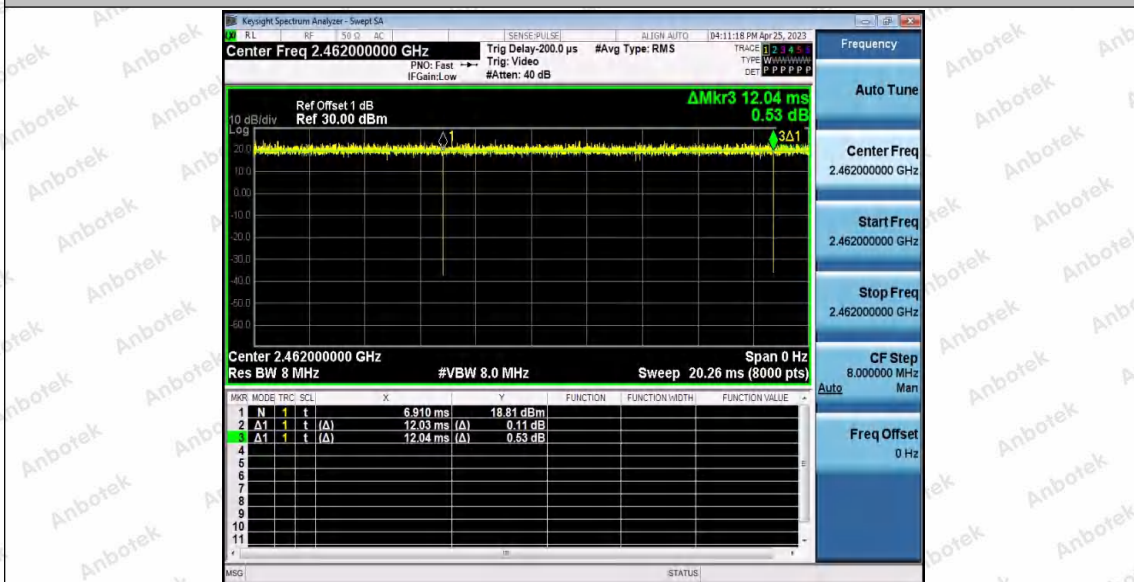 Keysight Spectrum Analyzer - Swept SA
RL RF 50 Ω AC SENSE:PULSE ALIGN AUTO 04:11:18 PM Apr 25, 2023
Center Freq 2.462000000 GHz
PNO: Fast
IFGain:Low
Trig Delay-200.0 µs
Trig: Video
#Atten: 40 dB
#Avg Type: RMS
TRACE 1 2 3 4 5 6
TYPE W
DET P P P P P P
Frequency
Auto Tune
Center Freq
2.462000000 GHz
Start Freq
2.462000000 GHz
Stop Freq
2.462000000 GHz
CF Step
8.000000 MHz
Auto Man
Freq Offset
0 Hz
ΔMkr3 12.04 ms
0.53 dB
Ref Offset 1 dB
10 dB/div Ref 30.00 dBm
Log
1
3Δ1
20.0
10.0
0.00
-10.0
-20.0
-30.0
-40.0
-50.0
-60.0
Center 2.462000000 GHz Span 0 Hz
Res BW 8 MHz #VBW 8.0 MHz Sweep 20.26 ms (8000 pts)
MKR MODE TRC SCL X Y FUNCTION FUNCTION WIDTH FUNCTION VALUE
1 N 1 t 6.910 ms 18.81 dBm
2 Δ1 1 t (Δ) 12.03 ms (Δ) 0.11 dB
3 Δ1 1 t (Δ) 12.04 ms (Δ) 0.53 dB
4
5
6
7
8
9
10
11
MSG STATUS
Anbotek